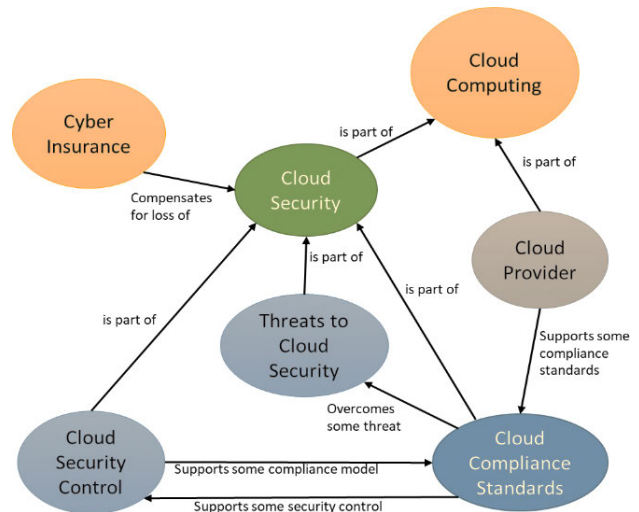 Cloud
Computing
Cyber
Insurance
is part of
is part of
Compensates
for loss of
Cloud
Security
Cloud
Provider
is part of
is part of
is part of
Threats to
Cloud
Security
Supports some
compliance
standards
Overcomes
some threat
Cloud
Security
Control
Supports some compliance model
Cloud
Compliance
Standards
Supports some security control